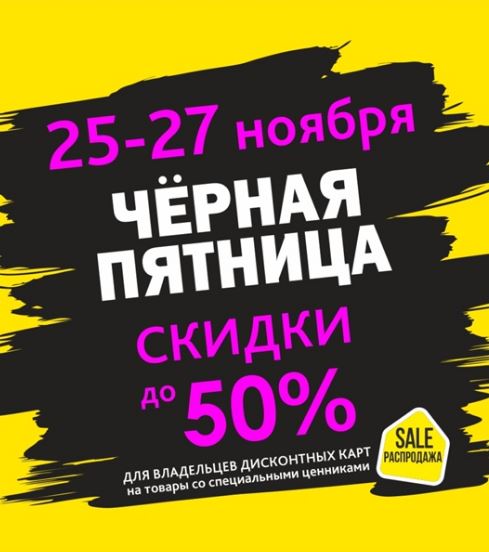 25-27 ноября
ЧЁРНАЯ
ПЯТНИЦА
СКИДКИ
до 50%
ДЛЯ ВЛАДЕЛЬЦЕВ ДИСКОНТНЫХ КАРТ
на товары со специальными ценниками
SALE
РАСПРОДАЖА